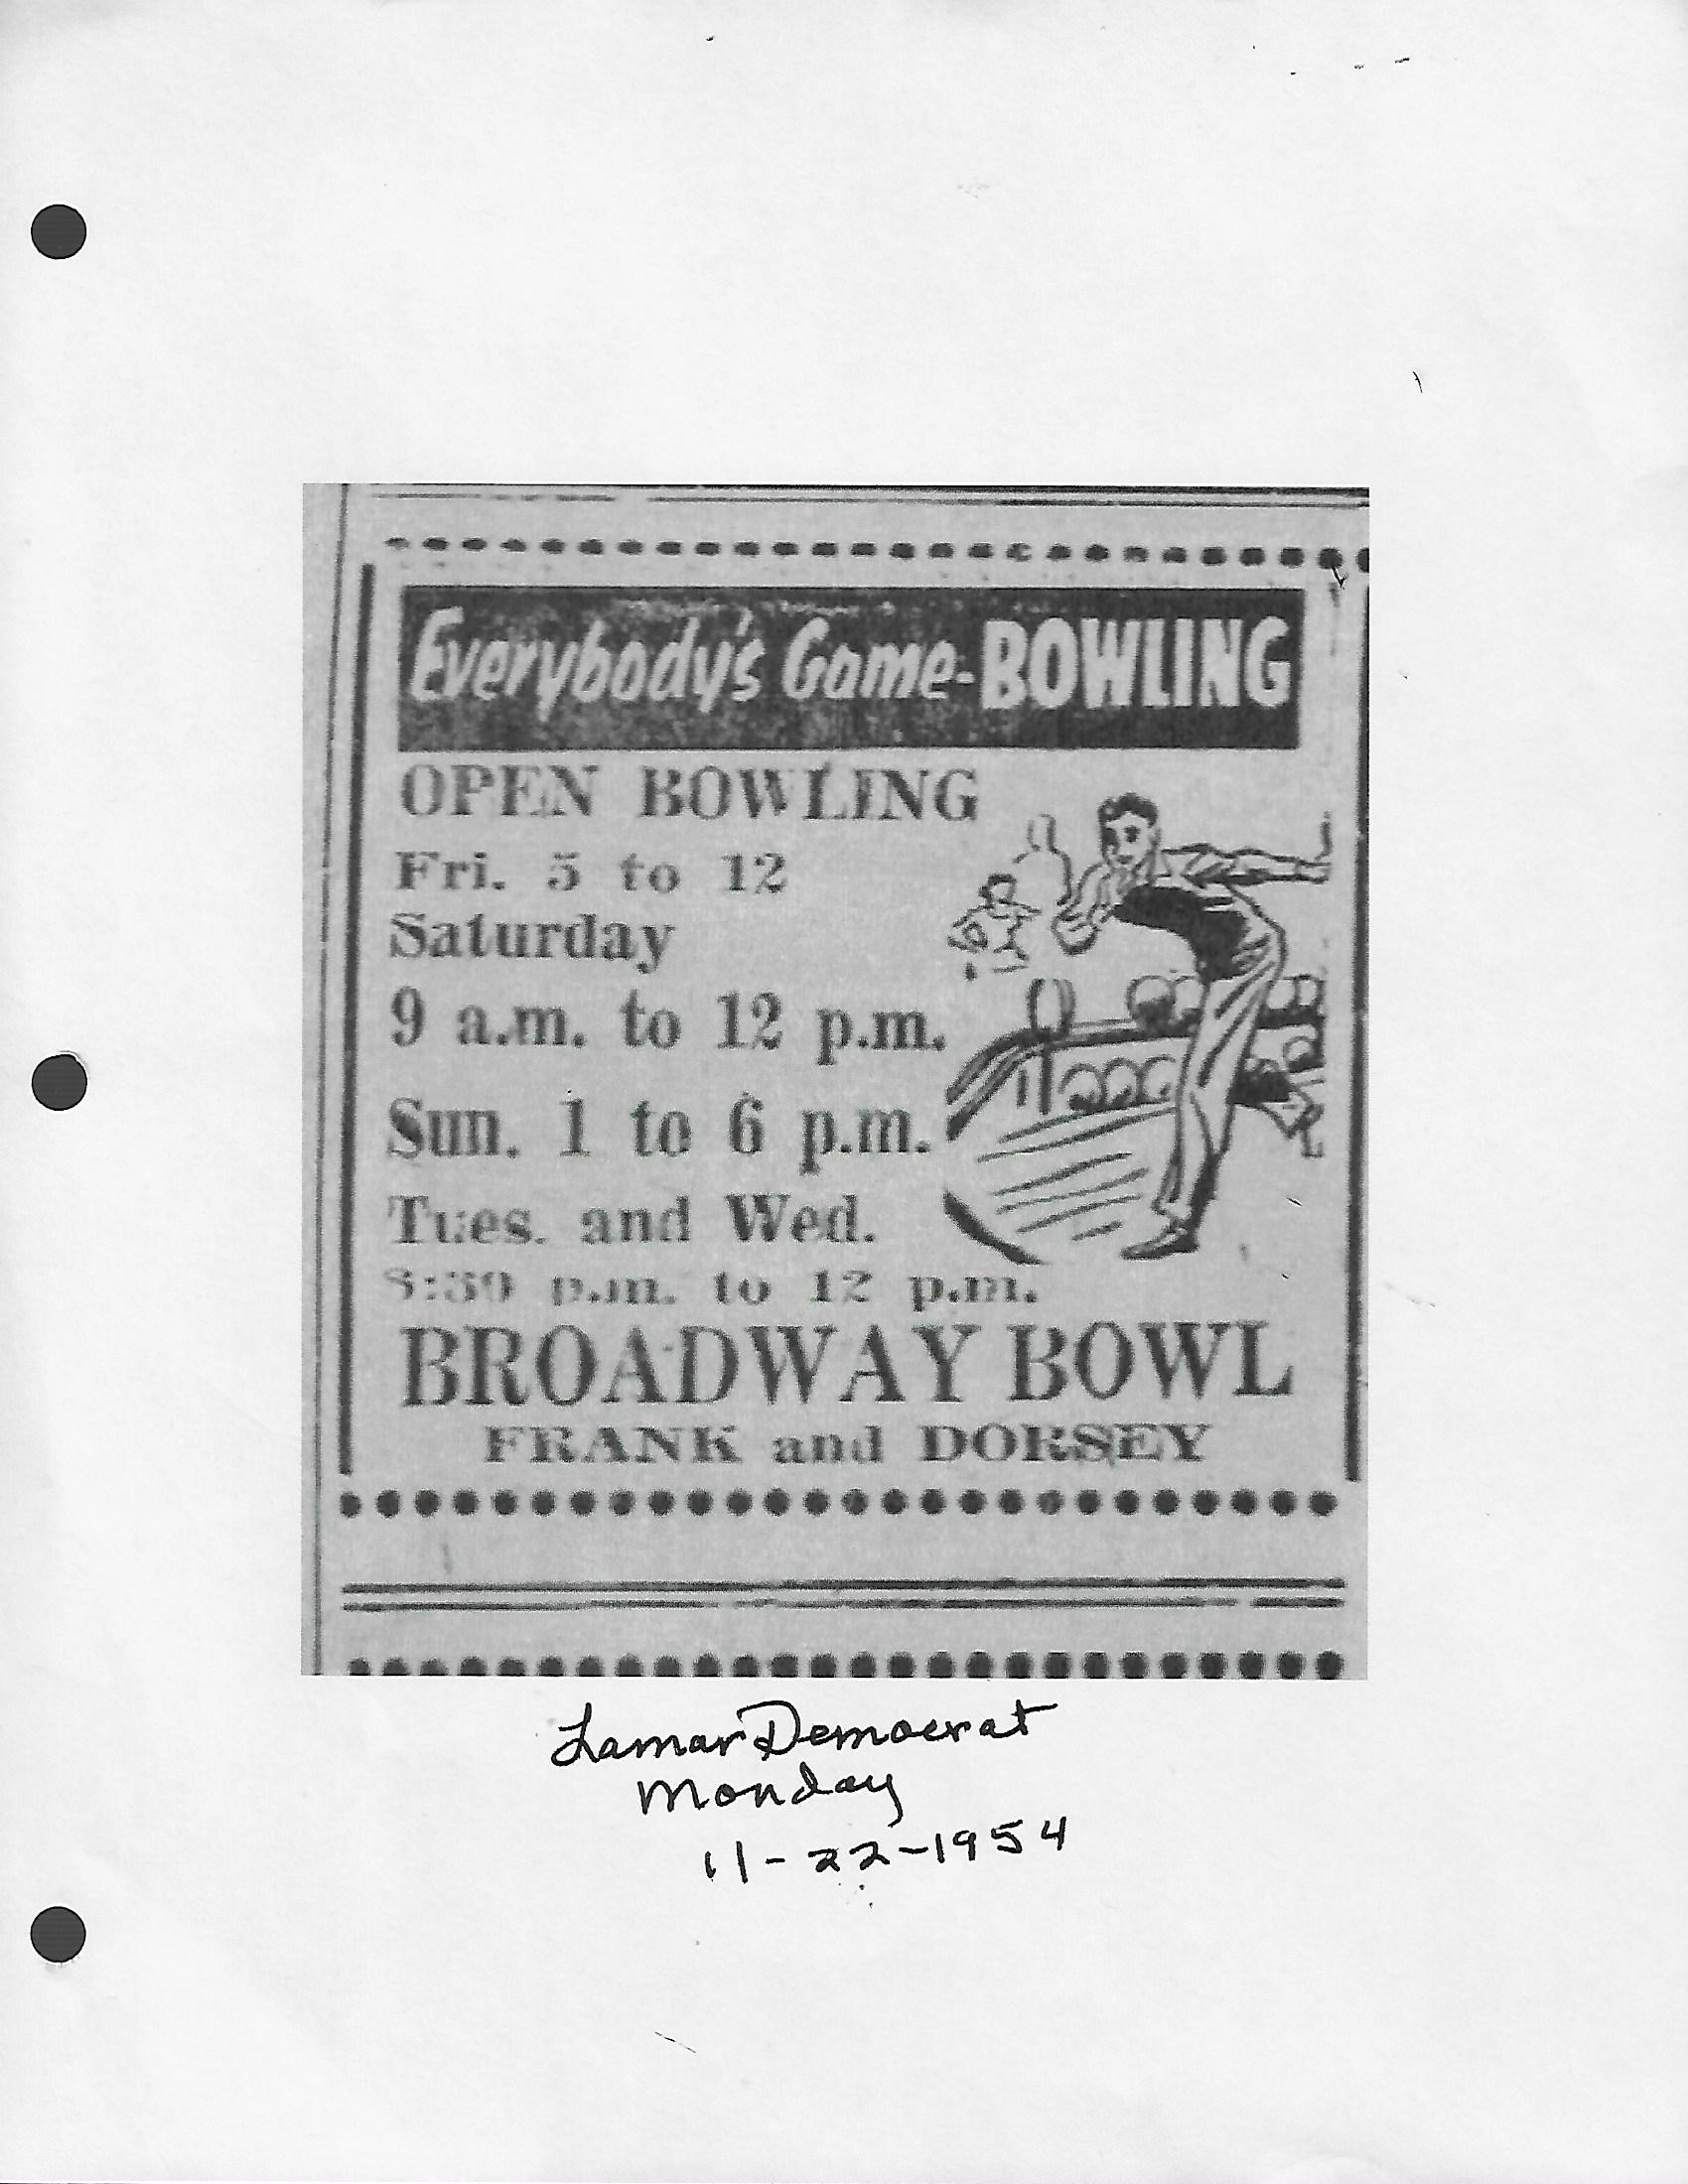 Everybody's Game-BOWLING
OPEN BOWLING
Fri. 5 to 12
Saturday
9 a.m. to 12 p.m.
Sun. 1 to 6 p.m.
Tues. and Wed.
p.m. to 12 p.m.
BROADWAY BOWL
FRANK and DORSEY
Lamar Democrat
Monday
11-22-1954